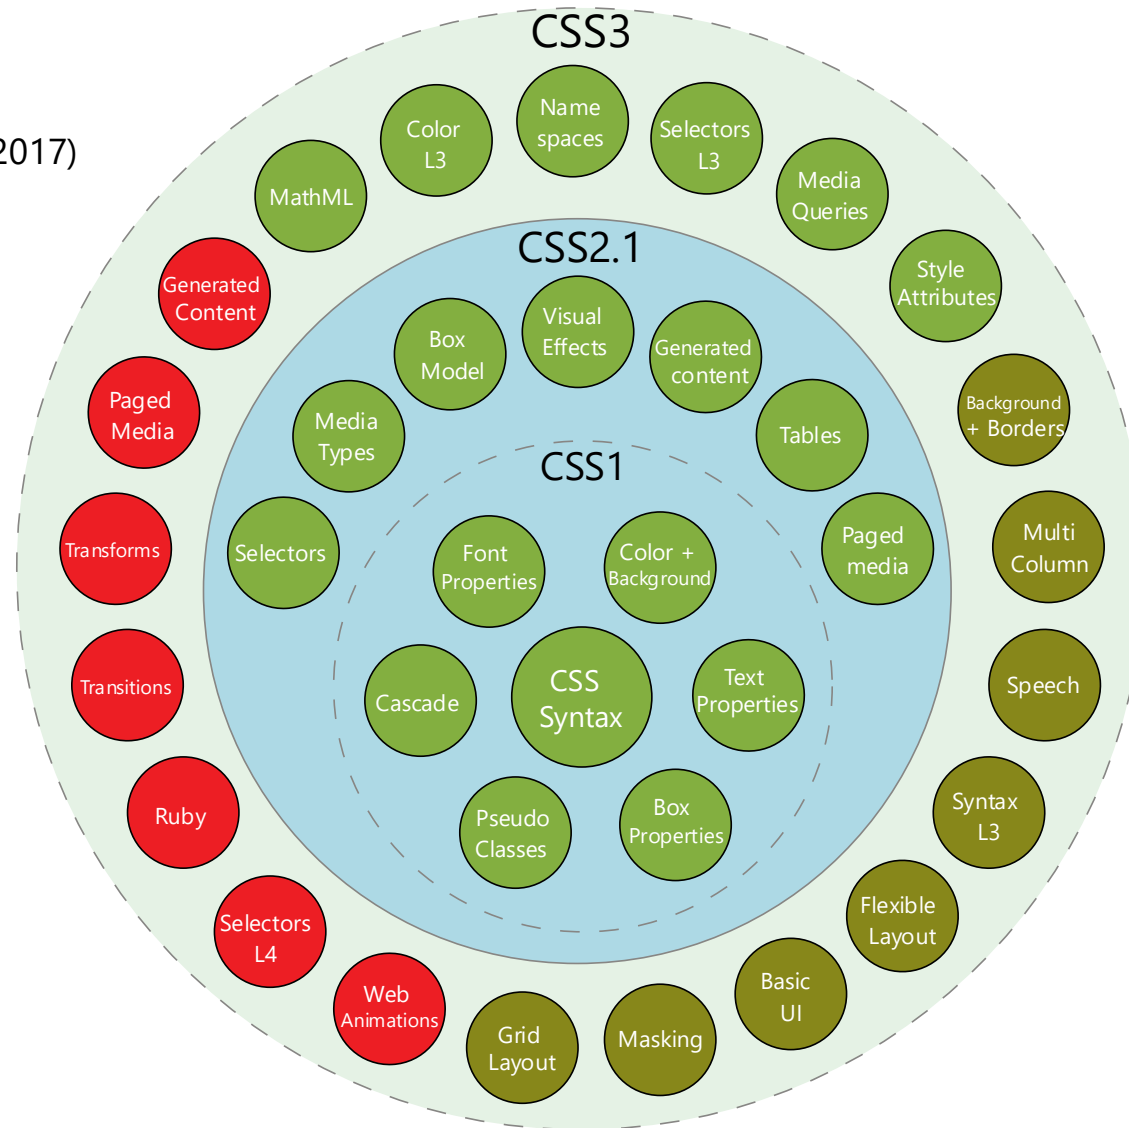 CSS3
2017)
Name
spaces
Color
L3
Selectors
L3
MathML
Media
Queries
Generated
Content
Style
Attributes
Paged
Media
Background
+ Borders
Transforms
Multi
Column
Transitions
Speech
Ruby
Syntax
L3
Selectors
L4
Flexible
Layout
Web
Animations
Basic
UI
Grid
Layout
Masking
CSS2.1
Visual
Effects
Box
Model
Generated
content
Media
Types
Tables
Selectors
Paged
media
CSS1
Font
Properties
Color +
Background
Cascade
CSS
Syntax
Text
Properties
Pseudo
Classes
Box
Properties